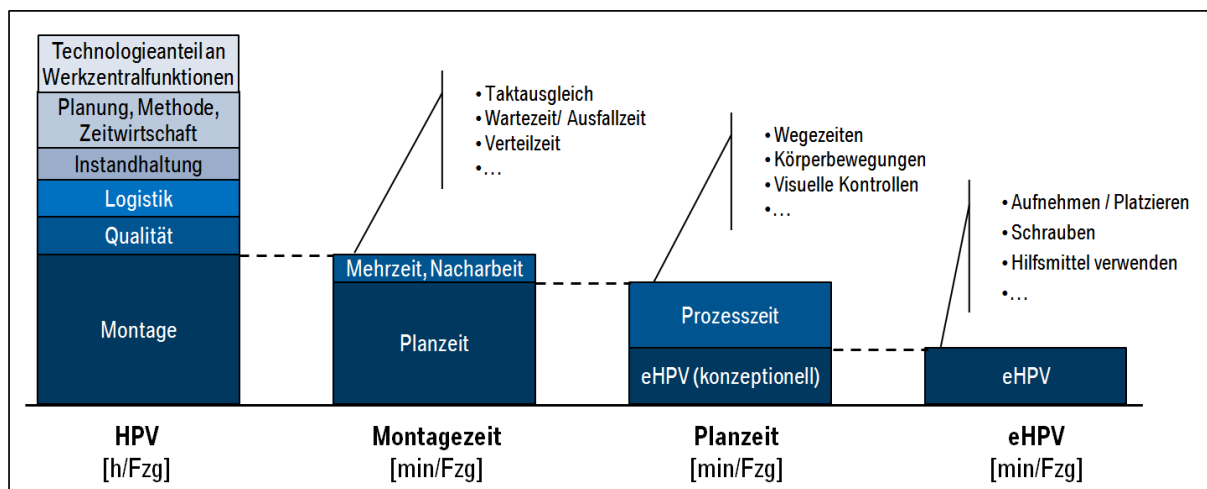 Technologieanteil an
Werkzentralfunktionen
Planung, Methode,
Zeitwirtschaft
Instandhaltung
Logistik
Qualität
Montage
• Taktausgleich
• Wartezeit/ Ausfallzeit
• Verteilzeit
• …
Mehrzeit, Nacharbeit
Planzeit
• Wegezeiten
• Körperbewegungen
• Visuelle Kontrollen
• …
Prozesszeit
eHPV (konzeptionell)
• Aufnehmen / Platzieren
• Schrauben
• Hilfsmittel verwenden
• …
eHPV
HPV
[h/Fzg]
Montagezeit
[min/Fzg]
Planzeit
[min/Fzg]
eHPV
[min/Fzg]